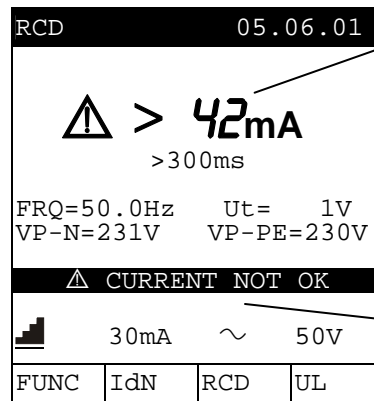 RCD 05.06.01
⚠ > 42mA
>300ms
FRQ=50.0Hz Ut= 1V
VP-N=231V VP-PE=230V
⚠ CURRENT NOT OK
30mA ~ 50V
FUNC IdN RCD UL